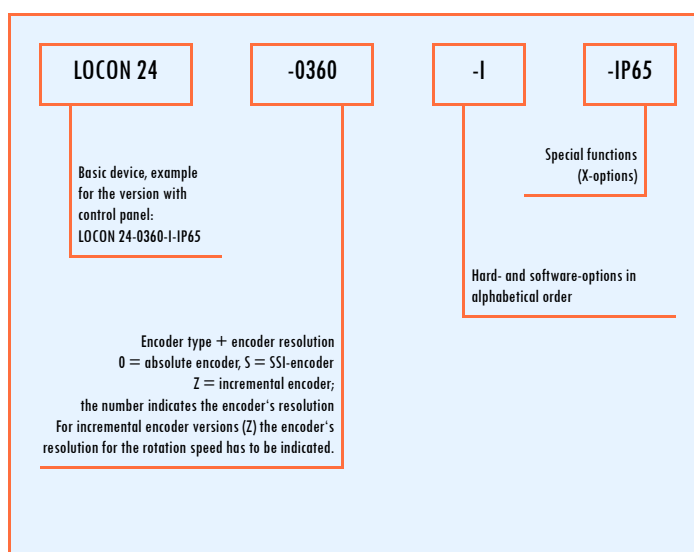 LOCON 24
-0360
-I
-IP65
Basic device, example
for the version with
control panel:
LOCON 24-0360-I-IP65
Special functions
(X-options)
Hard- and software-options in
alphabetical order
Encoder type + encoder resolution
0 = absolute encoder, S = SSI-encoder
Z = incremental encoder;
the number indicates the encoder‘s resolution
For incremental encoder versions (Z) the encoder‘s
resolution for the rotation speed has to be indicated.